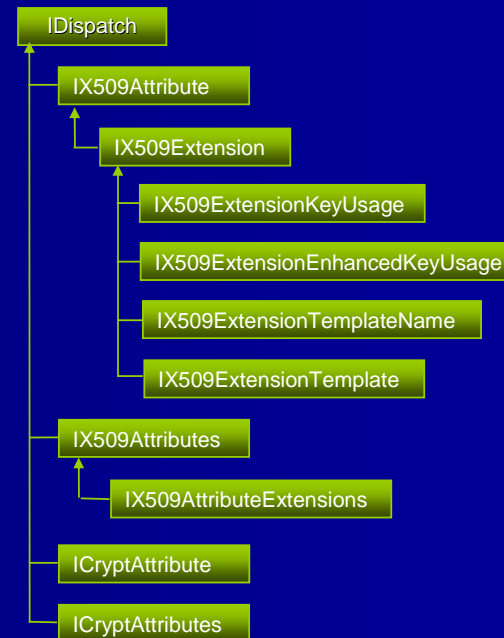 IDispatch
IX509Attribute
IX509Extension
IX509ExtensionKeyUsage
IX509ExtensionEnhancedKeyUsage
IX509ExtensionTemplateName
IX509ExtensionTemplate
IX509Attributes
IX509AttributeExtensions
ICryptAttribute
ICryptAttributes